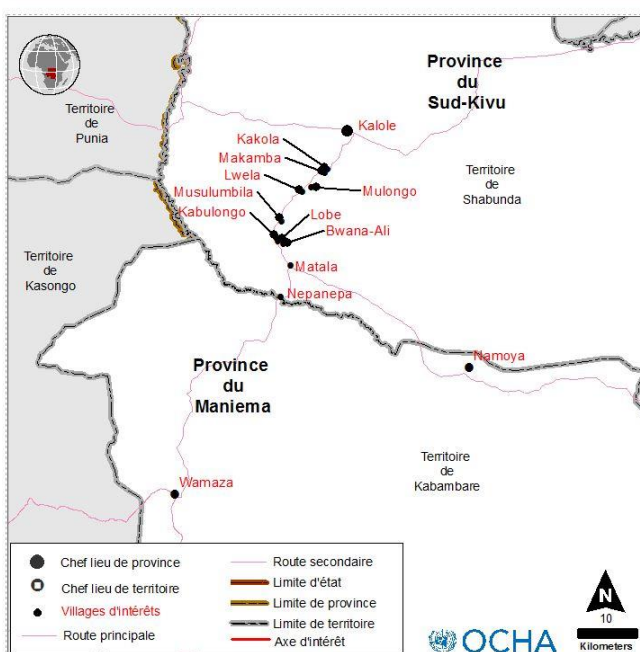 Province
du
Sud-Kivu
Territoire
de
Punia
Kalole
Kakola
Makamba
Lwela
Mulongo
Territoire
de
Shabunda
Musulumbila
Kabulongo
Lobe
Bwana-Ali
Territoire
de
Kasongo
Matala
Nepanepa
Province
du
Maniema
Namoya
Territoire
de
Kabambare
Wamaza
Chef lieu de province
Chef lieu de territoire
Villages d'intérêts
Route principale
Route secondaire
Limite d'état
Limite de province
Limite de territoire
Axe d'intérêt
OCHA
N
10
Kilometers